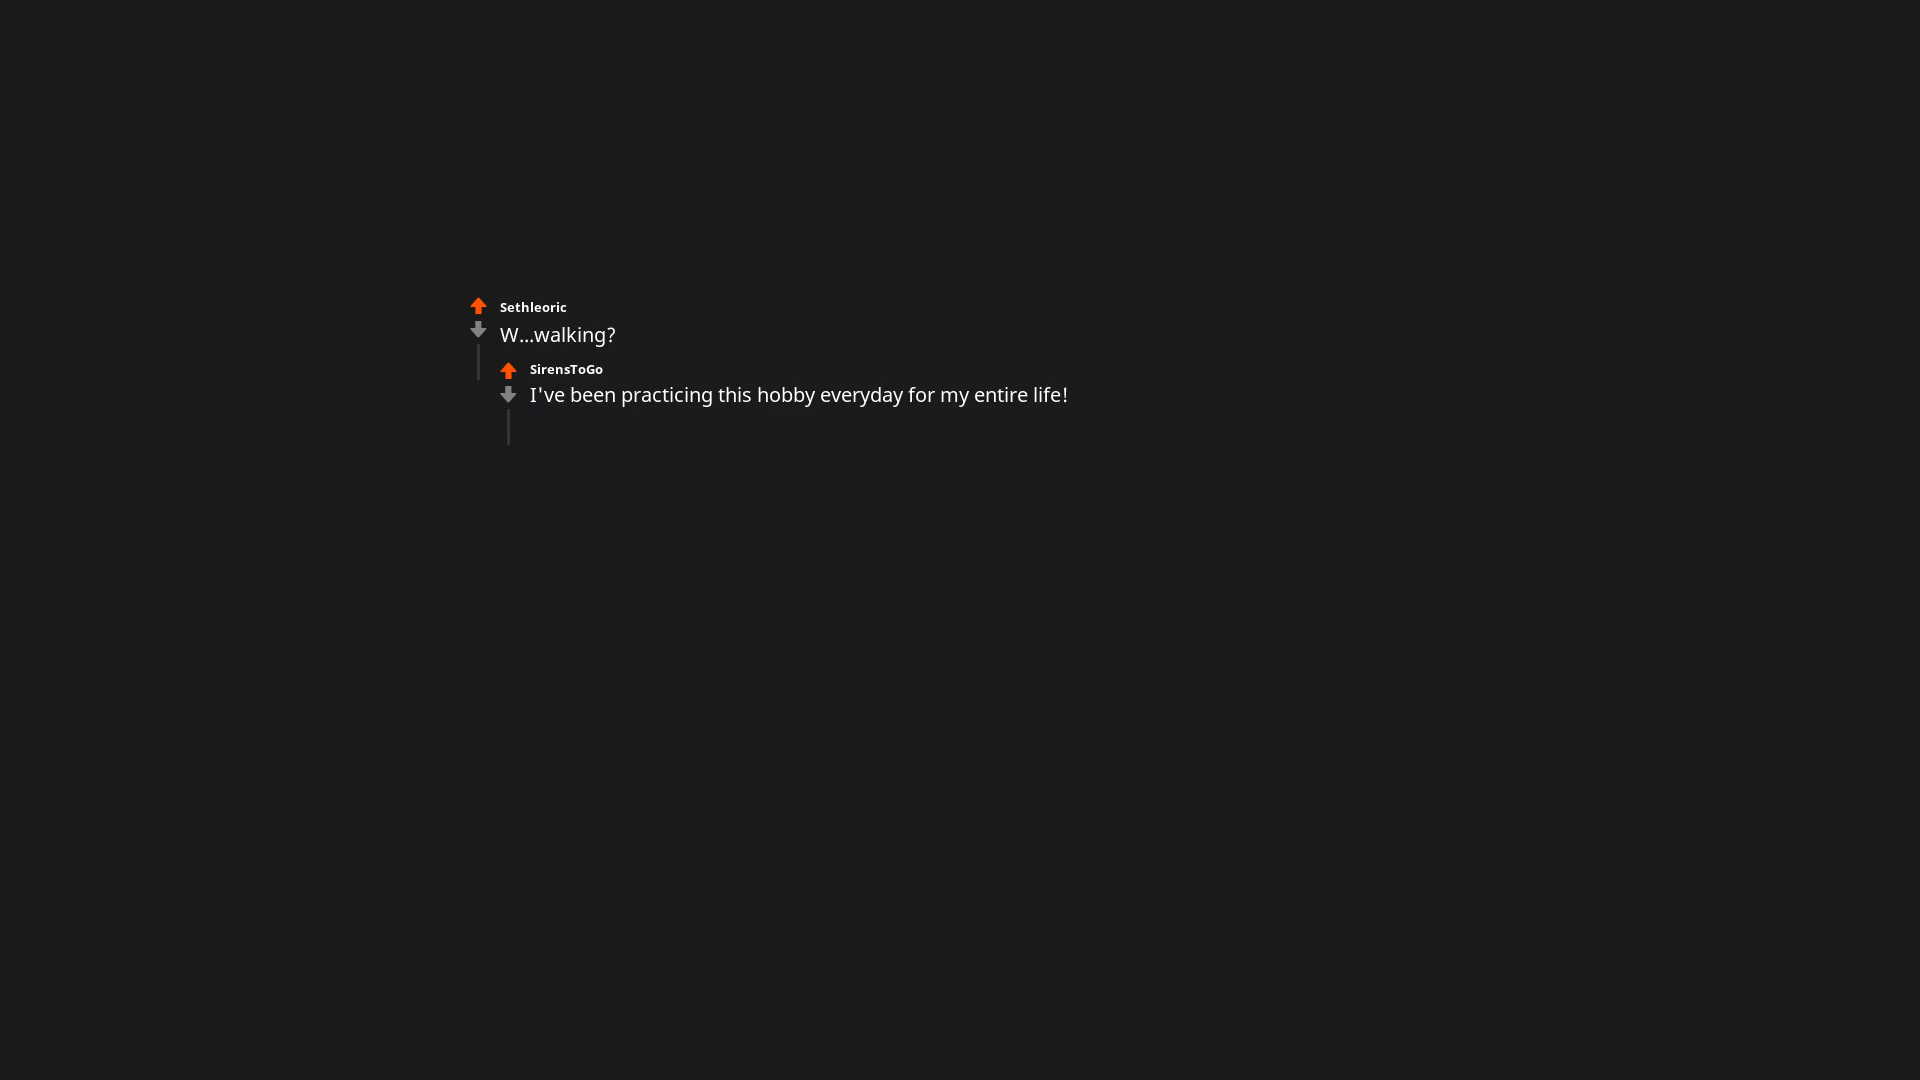 Sethleoric
W...walking?
SirensToGo
I've been practicing this hobby everyday for my entire life!